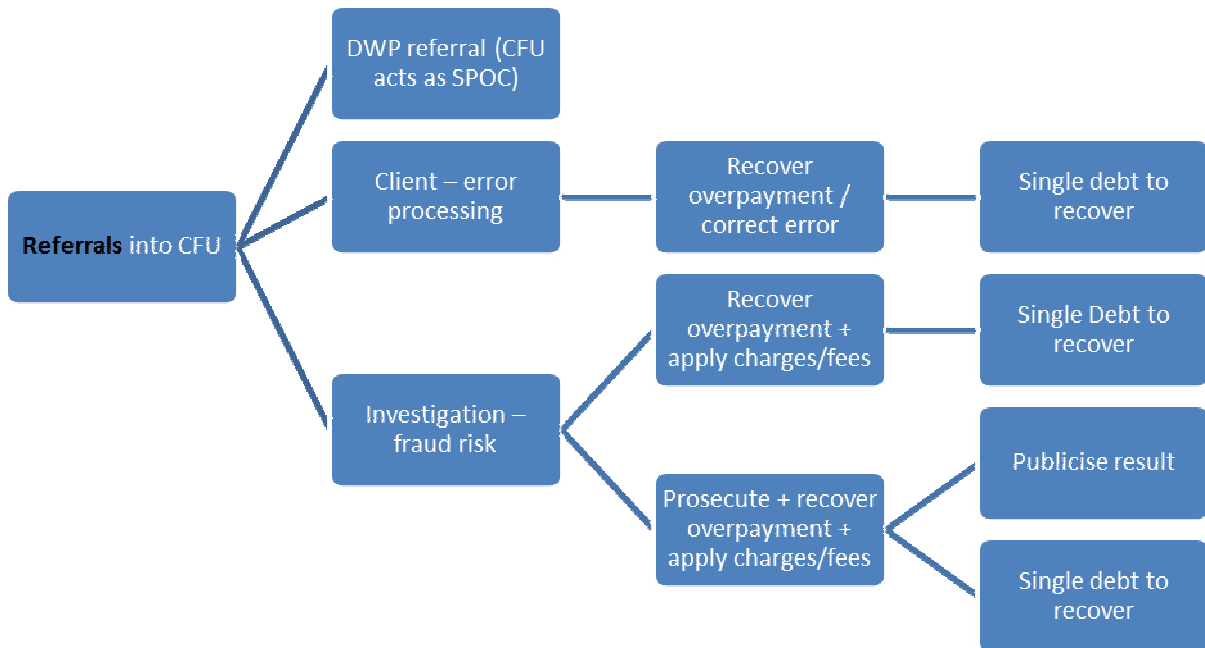 DWP referral (CFU
acts as SPOC)
Client – error
processing
Recover
overpayment /
correct error
Single debt to
recover
Referrals into CFU
Recover
overpayment +
apply charges/fees
Single Debt to
recover
Investigation –
fraud risk
Publicise result
Prosecute + recover
overpayment +
apply charges/fees
Single debt to
recover